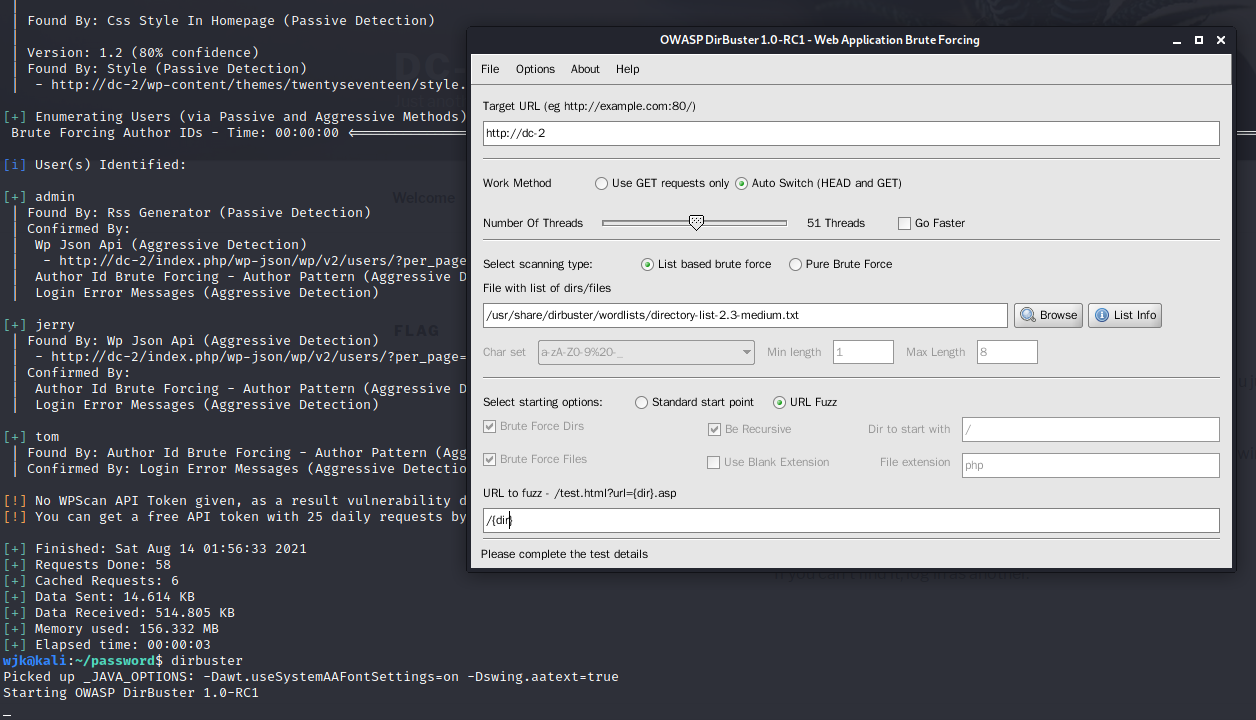 | Found By: Css Style In Homepage (Passive Detection)
|
| Version: 1.2 (80% confidence)
| Found By: Style (Passive Detection)
|  - http://dc-2/wp-content/themes/twentyseventeen/style.
[+] Enumerating Users (via Passive and Aggressive Methods)
Brute Forcing Author IDs - Time: 00:00:00 <==============
[i] User(s) Identified:
[+] admin
| Found By: Rss Generator (Passive Detection)
| Confirmed By:
|  Wp Json Api (Aggressive Detection)
|   - http://dc-2/index.php/wp-json/wp/v2/users/?per_page
|  Author Id Brute Forcing - Author Pattern (Aggressive D
|  Login Error Messages (Aggressive Detection)
[+] jerry
| Found By: Wp Json Api (Aggressive Detection)
|  - http://dc-2/index.php/wp-json/wp/v2/users/?per_page=
| Confirmed By:
|  Author Id Brute Forcing - Author Pattern (Aggressive D
|  Login Error Messages (Aggressive Detection)
[+] tom
| Found By: Author Id Brute Forcing - Author Pattern (Agg
| Confirmed By: Login Error Messages (Aggressive Detectio
[!] No WPScan API Token given, as a result vulnerability d
[!] You can get a free API token with 25 daily requests by
[+] Finished: Sat Aug 14 01:56:33 2021
[+] Requests Done: 58
[+] Cached Requests: 6
[+] Data Sent: 14.614 KB
[+] Data Received: 514.805 KB
[+] Memory used: 156.332 MB
[+] Elapsed time: 00:00:03
wjk@kali:~/password$ dirbuster
Picked up _JAVA_OPTIONS: -Dawt.useSystemAAFontSettings=on -Dswing.aatext=true
Starting OWASP DirBuster 1.0-RC1
DC-
Welcome
FLAG
OWASP DirBuster 1.0-RC1 - Web Application Brute Forcing
File Options About Help
Target URL (eg http://example.com:80/)
http://dc-2
Work Method Use GET requests only Auto Switch (HEAD and GET)
Number Of Threads 51 Threads Go Faster
Select scanning type: List based brute force Pure Brute Force
File with list of dirs/files
/usr/share/dirbuster/wordlists/directory-list-2.3-medium.txt Browse List Info
Char set a-zA-Z0-9%20-_ Min length 1 Max Length 8
Select starting options: Standard start point URL Fuzz
Brute Force Dirs Be Recursive Dir to start with /
Brute Force Files Use Blank Extension File extension php
URL to fuzz - /test.html?url={dir}.asp
/{dir}
Please complete the test details